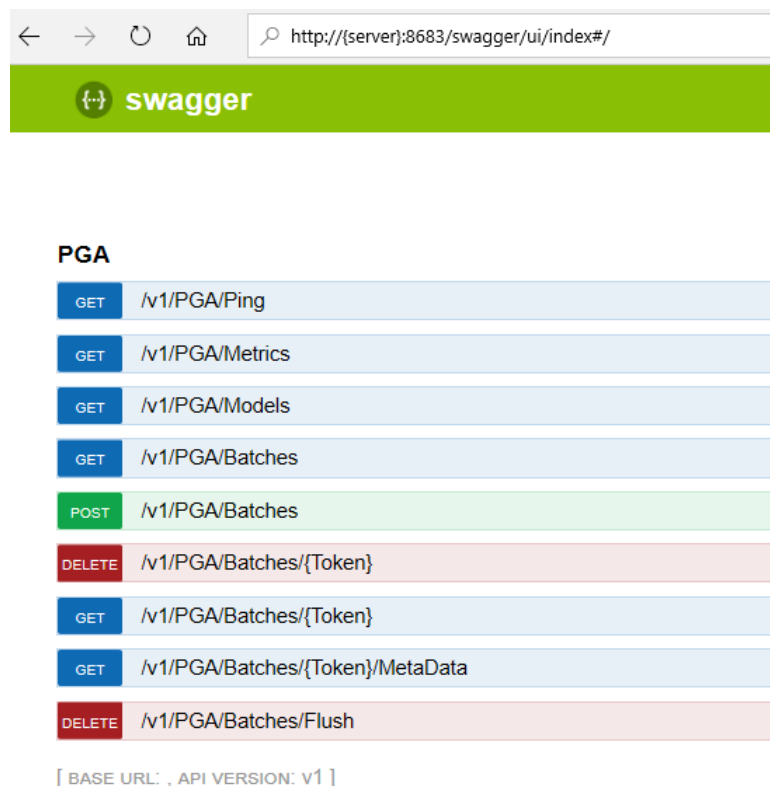 http://{server}:8683/swagger/ui/index#/
{··} swagger
PGA
GET /v1/PGA/Ping
GET /v1/PGA/Metrics
GET /v1/PGA/Models
GET /v1/PGA/Batches
POST /v1/PGA/Batches
DELETE /v1/PGA/Batches/{Token}
GET /v1/PGA/Batches/{Token}
GET /v1/PGA/Batches/{Token}/MetaData
DELETE /v1/PGA/Batches/Flush
[ BASE URL: , API VERSION: V1 ]